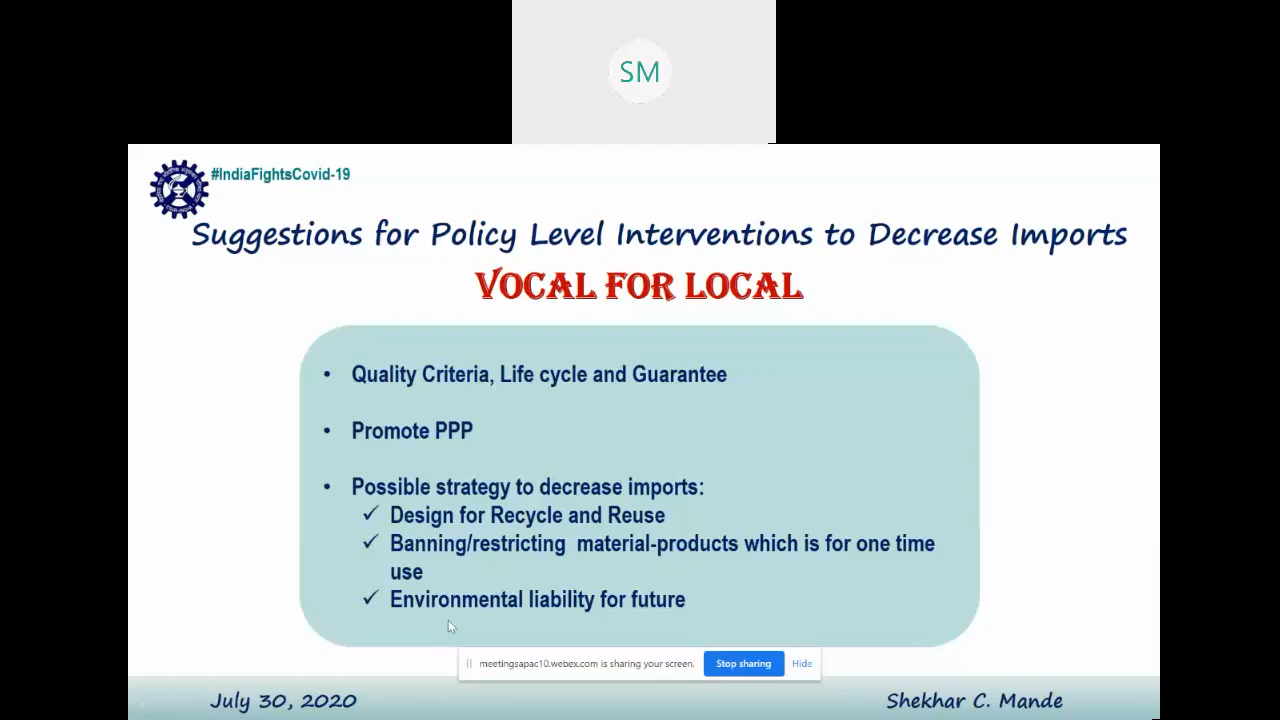 SM
#IndiaFightsCovid-19
Suggestions for Policy Level Interventions to Decrease Imports
VOCAL FOR LOCAL
• Quality Criteria, Life cycle and Guarantee
• Promote PPP
• Possible strategy to decrease imports:
✓ Design for Recycle and Reuse
✓ Banning/restricting material-products which is for one time
use
✓ Environmental liability for future
meetingsapac10.webex.com is sharing your screen.
Stop sharing
Hide
July 30, 2020
Shekhar C. Mande